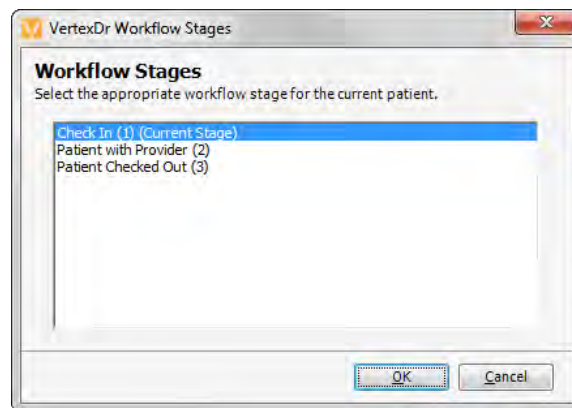 VertexDr Workflow Stages
Workflow Stages
Select the appropriate workflow stage for the current patient.
Check In (1) (Current Stage)
Patient with Provider (2)
Patient Checked Out (3)
OK
Cancel